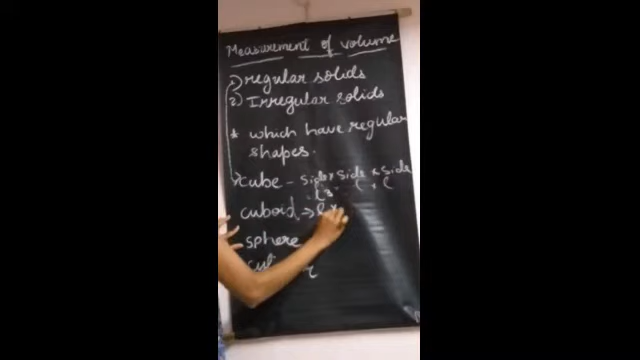 Measurement of volume
1) regular solids
2) Irregular solids
* which have regular
shapes.
cube - side x side x side
l³ l x l
cuboid → l x
sphere